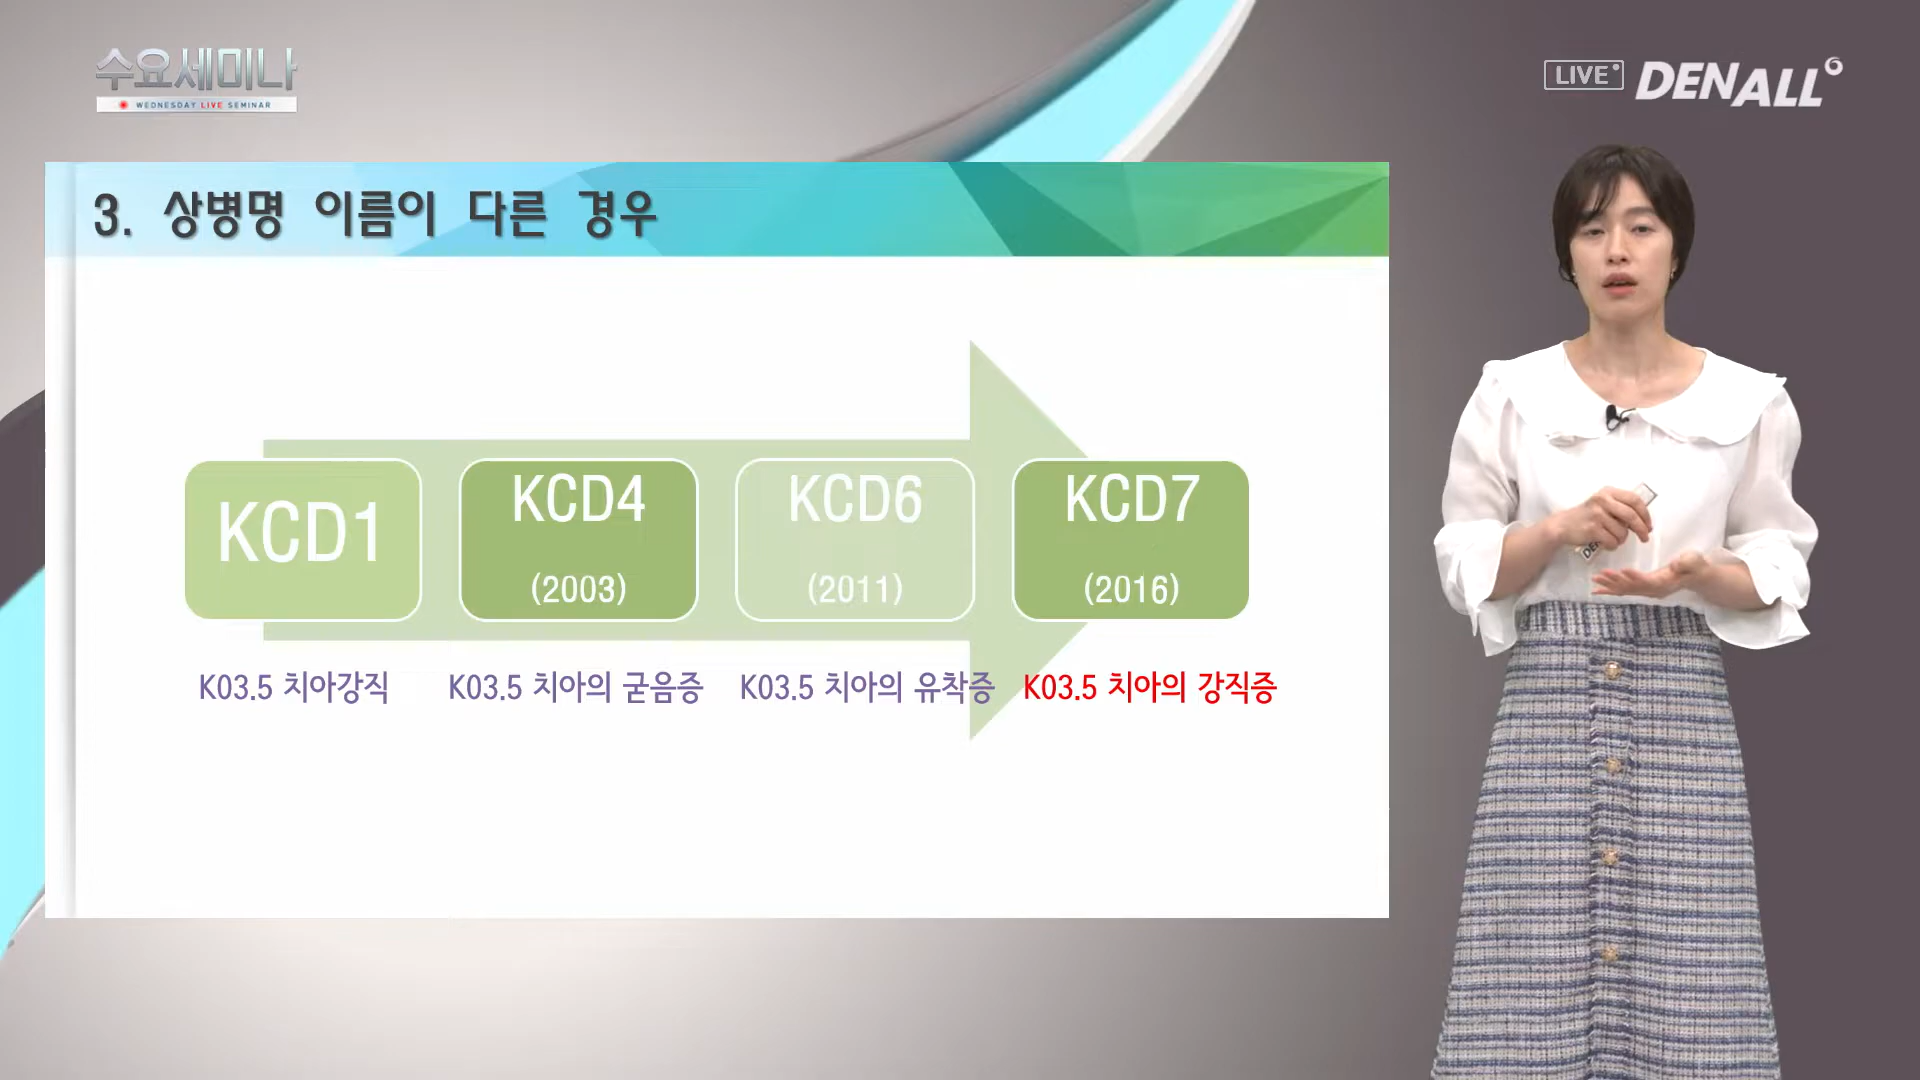 수요세미나
WEDNESDAY LIVE SEMINAR
LIVE
DENALL
3. 상병명 이름이 다른 경우
KCD1
KCD4
(2003)
KCD6
(2011)
KCD7
(2016)
K03.5 치아강직
K03.5 치아의 굳음증
K03.5 치아의 유착증
K03.5 치아의 강직증